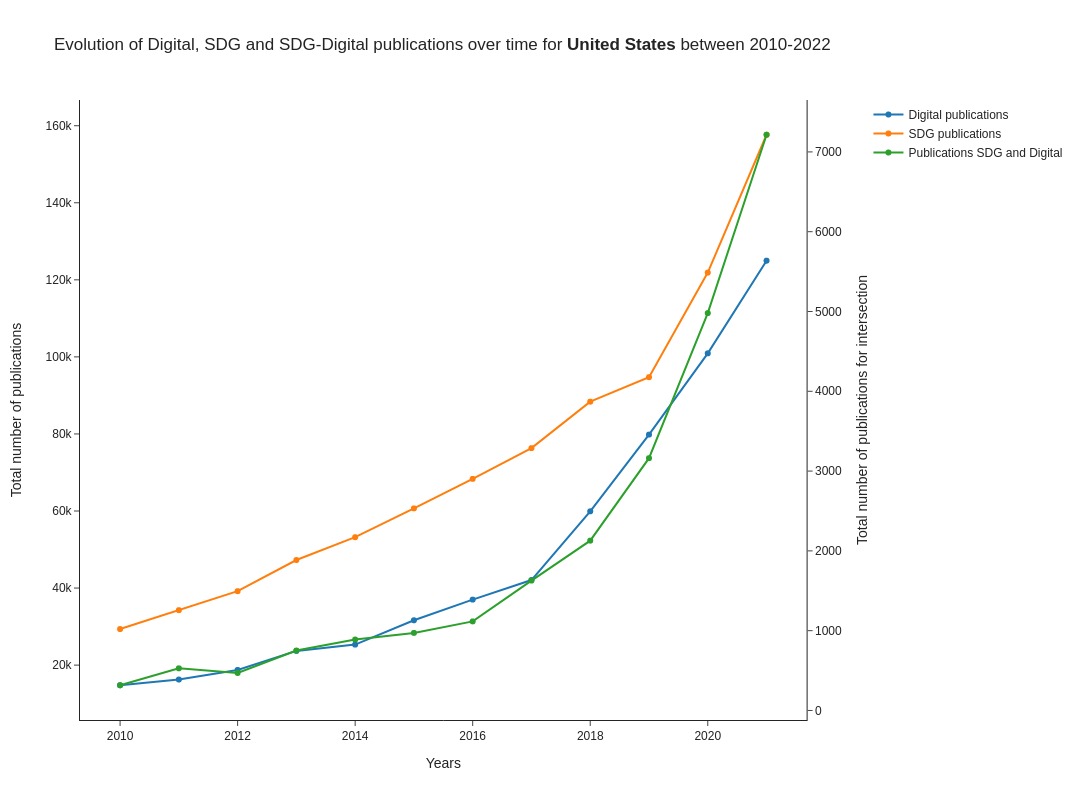 Evolution of Digital, SDG and SDG-Digital publications over time for United States between 2010-2022
Digital publications
SDG publications
Publications SDG and Digital
Total number of publications
160k
140k
120k
100k
80k
60k
40k
20k
7000
6000
5000
4000
3000
2000
1000
0
Total number of publications for intersection
2010
2012
2014
2016
2018
2020
Years